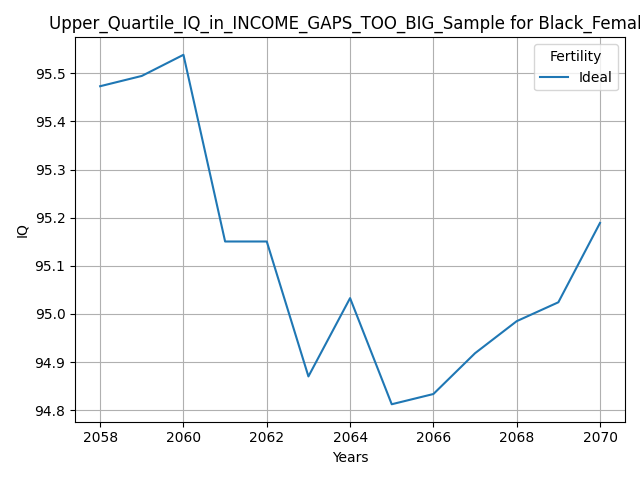 Upper_Quartile_IQ_in_INCOME_GAPS_TOO_BIG_Sample for Black_Femal
Fertility
Ideal
95.5
95.4
95.3
95.2
95.1
95.0
94.9
94.8
IQ
2058 2060 2062 2064 2066 2068 2070
Years